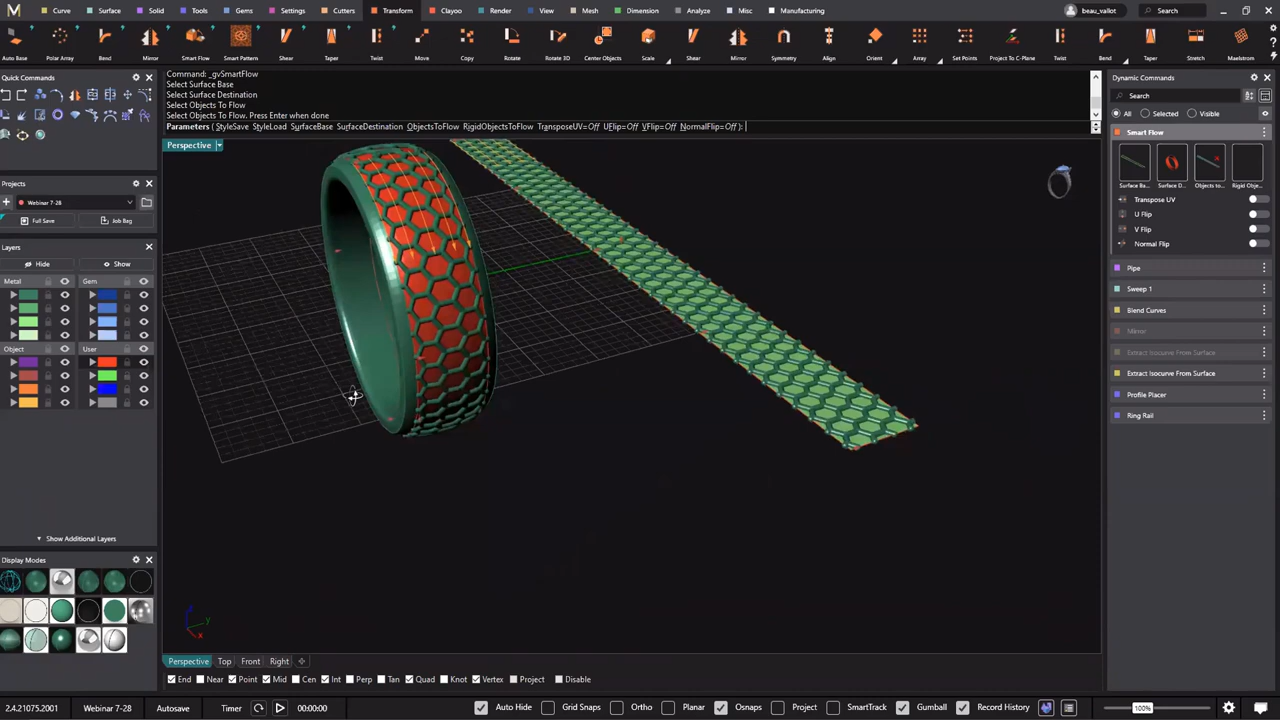 Curve Surface Solid Tools Gems Settings Cutters Transform Clayoo Render View Mesh Dimension Analyze Misc Manufacturing beau_vallot Search
Auto Base Polar Array Bend Mirror Smart Flow Smart Pattern Shear Taper Twist Move Copy Rotate Rotate 3D Center Objects Scale Shear Mirror Symmetry Align Orient Array Set Points Project To C-Plane Twist Bend Taper Stretch Maelstrom
Quick Commands
Command: _gvSmartFlow
Select Surface Base
Select Surface Destination
Select Objects To Flow
Select Objects To Flow. Press Enter when done
Parameters ( StyleSave StyleLoad SurfaceBase SurfaceDestination ObjectsToFlow RigidObjectsToFlow TransposeUV=Off UFlip=Off VFlip=Off NormalFlip=Off ):
Perspective
Projects
Webinar 7-28
Full Save Job Bag
Layers
Hide Show
Metal Gem
Object User
Show Additional Layers
Display Modes
Dynamic Commands
Search
All Selected Visible
Smart Flow
Surface Ba... Surface D... Objects to... Rigid Objec...
Transpose UV
U Flip
V Flip
Normal Flip
Pipe
Sweep 1
Blend Curves
Mirror
Extract Isocurve From Surface
Extract Isocurve From Surface
Profile Placer
Ring Rail
z
y
x
Perspective Top Front Right
End Near Point Mid Cen Int Perp Tan Quad Knot Vertex Project Disable
2.4.21075.2001 Webinar 7-28 Autosave Timer 00:00:00 Auto Hide Grid Snaps Ortho Planar Osnaps Project SmartTrack Gumball Record History 100%